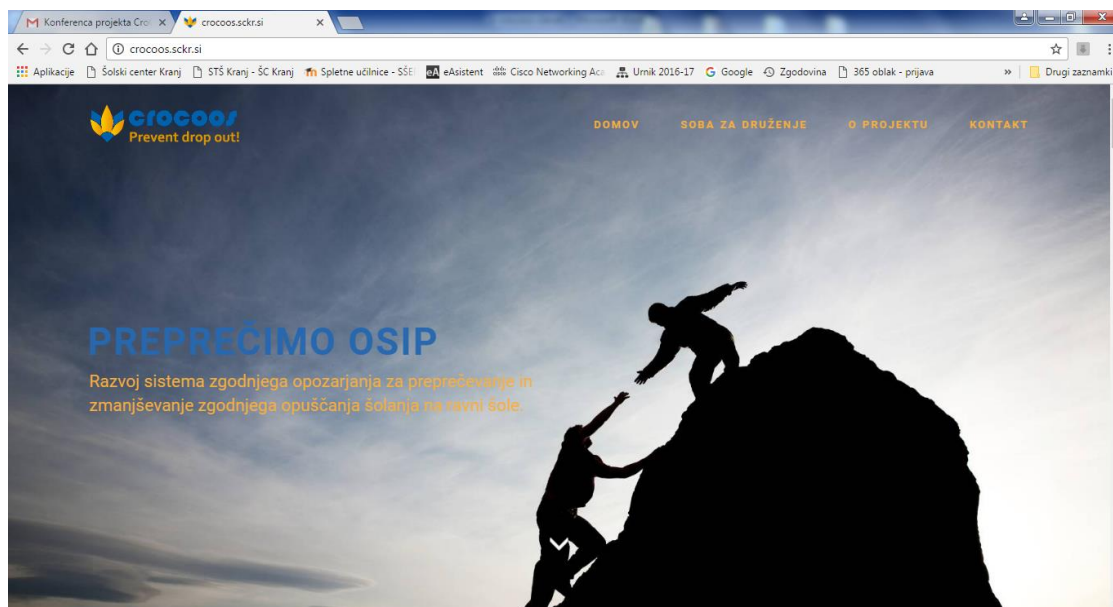 Konferenca projekta Cro
crocoos.sckr.si
crocoos.sckr.si
Aplikacije
Šolski center Kranj
STŠ Kranj - ŠC Kranj
Spletne učilnice - SŠE
eA eAsistent
Cisco Networking Aca
Urnik 2016-17
G Google
Zgodovina
365 oblak - prijava
»
Drugi zaznamki
crocoos
Prevent drop out!
DOMOV
SOBA ZA DRUŽENJE
O PROJEKTU
KONTAKT
PREPREČIMO OSIP
Razvoj sistema zgodnjega opozarjanja za preprečevanje in
zmanjševanje zgodnjega opuščanja šolanja na ravni šole.